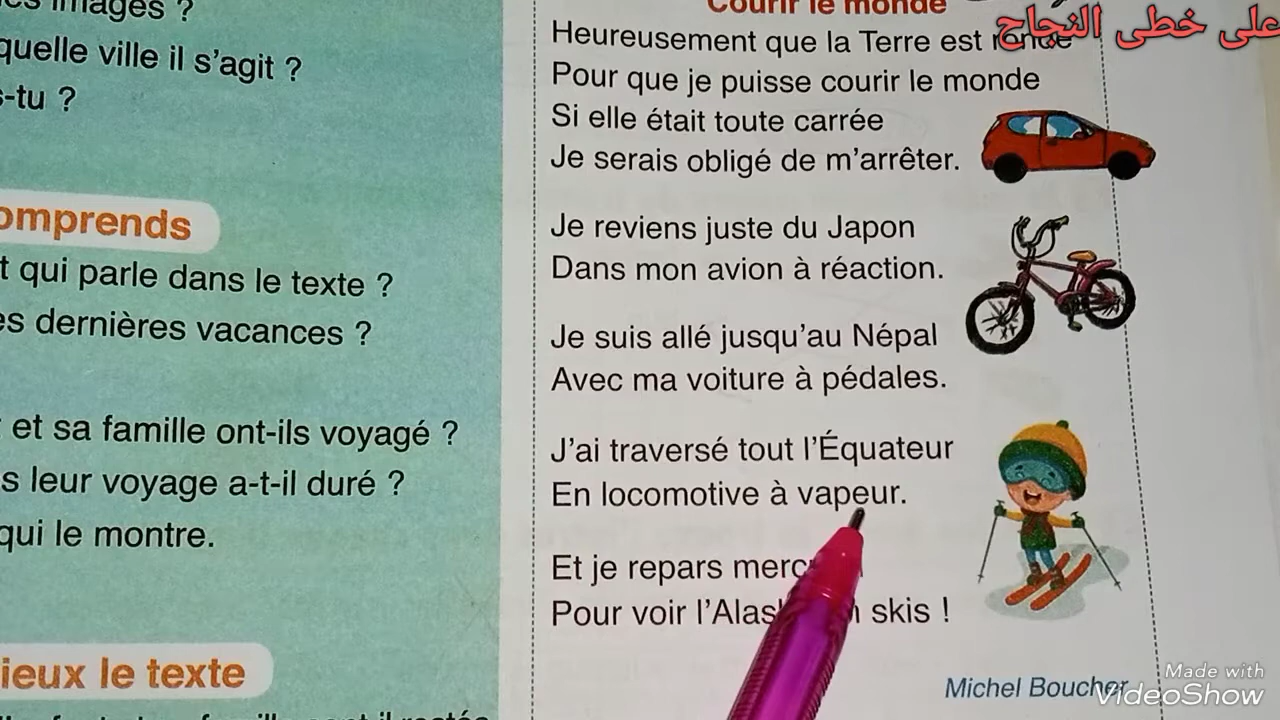 images ?
quelle ville il s'agit ?
-tu ?
omprends
t qui parle dans le texte ?
es dernières vacances ?
et sa famille ont-ils voyagé ?
s leur voyage a-t-il duré ?
qui le montre.
ieux le texte
Courir le monde
Heureusement que la Terre est ronde
Pour que je puisse courir le monde
Si elle était toute carrée
Je serais obligé de m'arrêter.
Je reviens juste du Japon
Dans mon avion à réaction.
Je suis allé jusqu'au Népal
Avec ma voiture à pédales.
J'ai traversé tout l'Équateur
En locomotive à vapeur.
Et je repars merc
Pour voir l'Alas skis !
Michel Boucher
على خطى النجاح
Made with
VideoShow